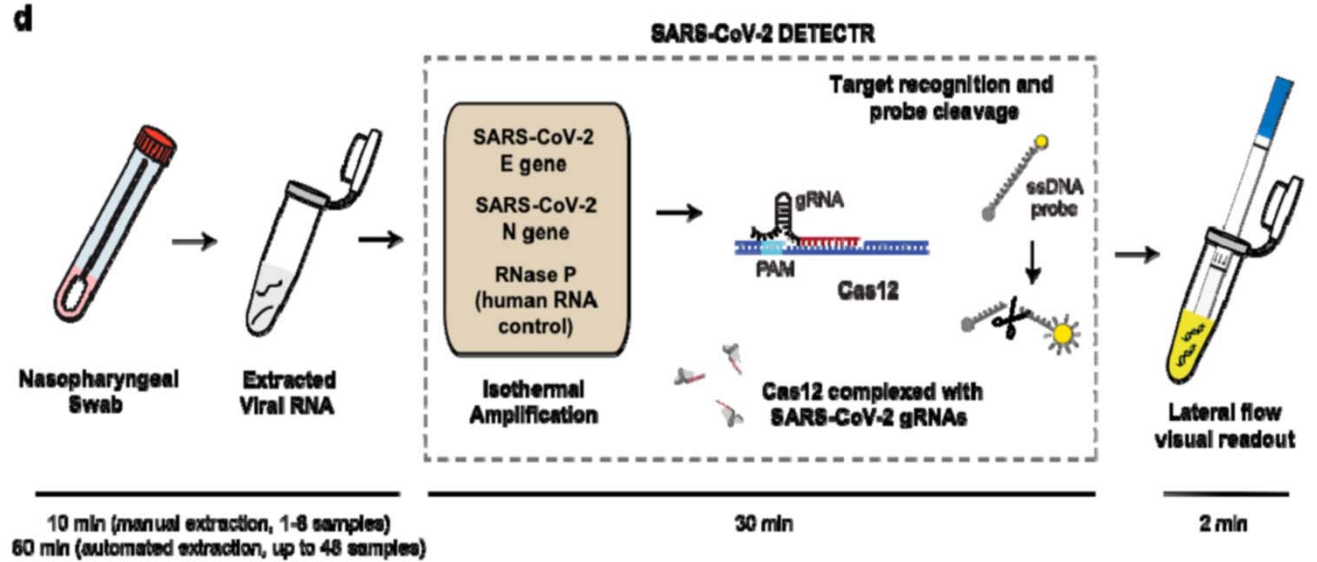 d
SARS-CoV-2 DETECTR
Target recognition and
probe cleavage
SARS-CoV-2
E gene
SARS-CoV-2
N gene
RNase P
(human RNA
control)
gRNA
ssDNA
probe
PAM
Cas12
Nasopharyngeal
Swab
Extracted
Viral RNA
Isothermal
Amplification
Cas12 complexed with
SARS-CoV-2 gRNAs
Lateral flow
visual readout
10 min (manual extraction, 1-8 samples)
60 min (automated extraction, up to 48 samples)
30 min
2 min